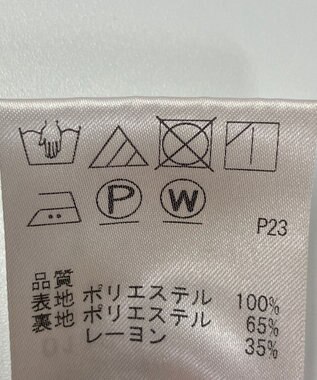 P W
P23
品質
表地 ポリエステル 100%
裏地 ポリエステル 65%
レーヨン 35%